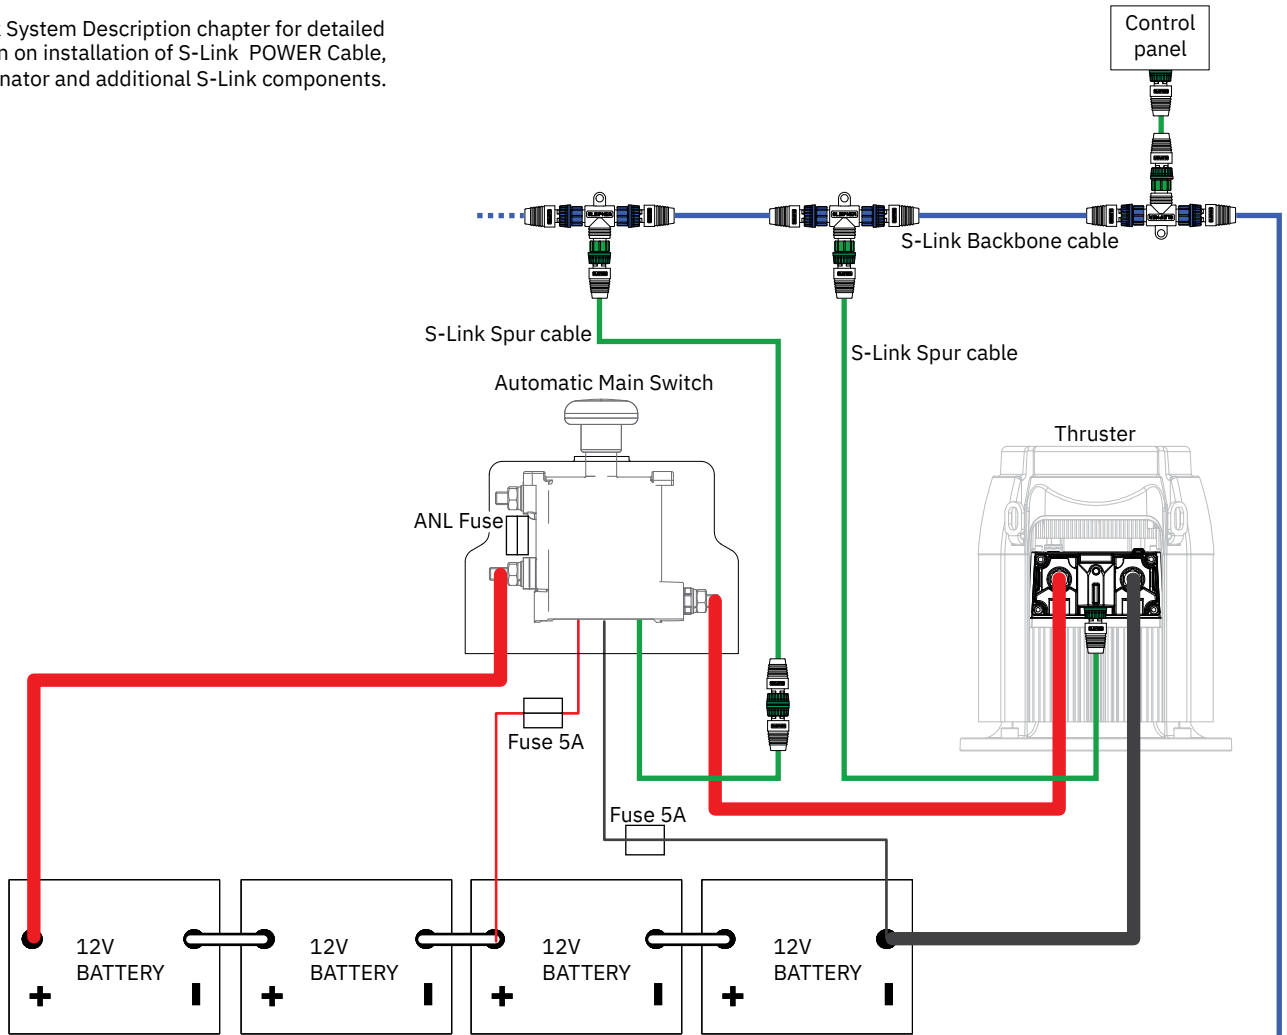 System Description chapter for detailed
n on installation of S-Link POWER Cable,
nator and additional S-Link components.
Control
panel
S-Link Backbone cable
S-Link Spur cable
S-Link Spur cable
Automatic Main Switch
Thruster
ANL Fuse
Fuse 5A
Fuse 5A
12V
BATTERY
+
12V
BATTERY
+
12V
BATTERY
+
12V
BATTERY
+